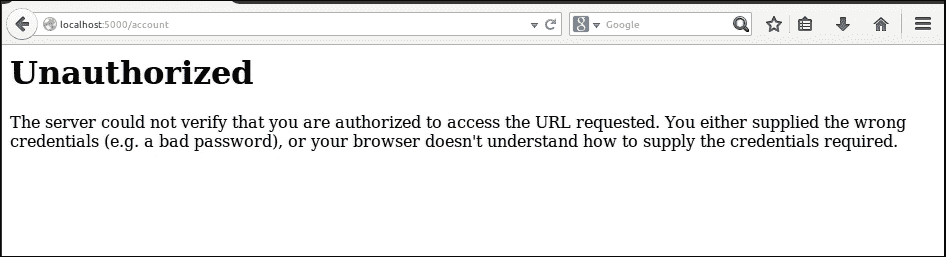 localhost:5000/account
Google
Unauthorized
The server could not verify that you are authorized to access the URL requested. You either supplied the wrong
credentials (e.g. a bad password), or your browser doesn't understand how to supply the credentials required.